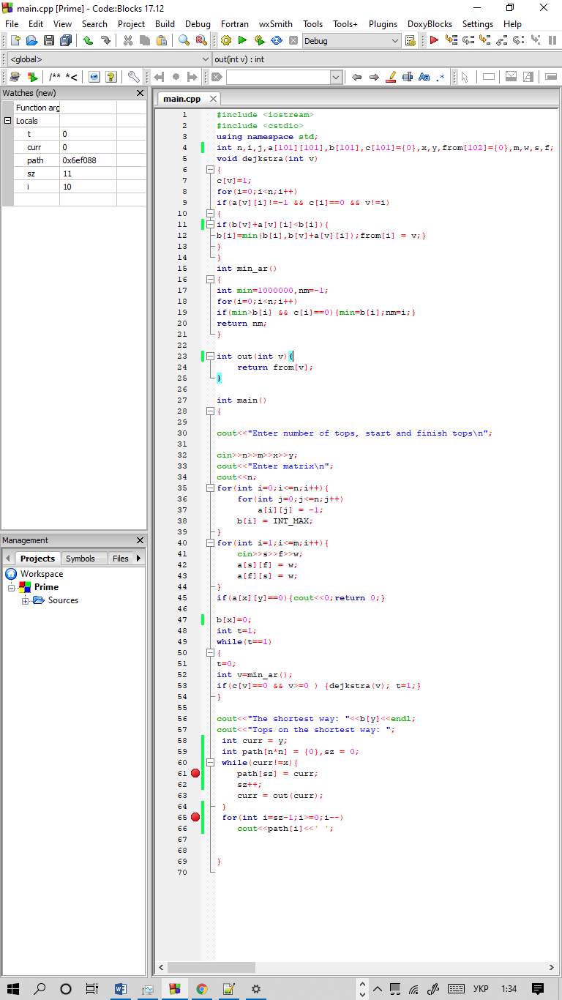 main.cpp [Prime] - Code::Blocks 17.12
File Edit View Search Project Build Debug Fortran wxSmith Tools Tools+ Plugins DoxyBlocks Settings Help
Debug
<global>
out(int v) : int
/** *<
Aa .*
Watches (new)
Function arg
Locals
t 0
curr 0
path 0x6ef088
sz 11
i 10
Management
Projects Symbols Files
Workspace
Prime
Sources
main.cpp
1 #include <iostream>
2 #include <cstdio>
3 using namespace std;
4 int n,i,j,a[101][101],b[101],c[101]={0},x,y,from[102]={0},m,w,s,f;
5 void dejkstra(int v)
6 {
7 c[v]=1;
8 for(i=0;i<n;i++)
9 if(a[v][i]!=-1 && c[i]==0 && v!=i)
10 {
11 if(b[v]+a[v][i]<b[i]){
12 b[i]=min(b[i],b[v]+a[v][i]);from[i] = v;}
13 }
14 }
15 int min_ar()
16 {
17 int min=1000000,nm=-1;
18 for(i=0;i<n;i++)
19 if(min>b[i] && c[i]==0){min=b[i];nm=i;}
20 return nm;
21 }
22
23 int out(int v){
24 return from[v];
25 }
26
27 int main()
28 {
29
30 cout<<"Enter number of tops, start and finish tops\n";
31
32 cin>>n>>m>>x>>y;
33 cout<<"Enter matrix\n";
34 cout<<n;
35 for(int i=0;i<=n;i++){
36 for(int j=0;j<=n;j++)
37 a[i][j] = -1;
38 b[i] = INT_MAX;
39 }
40 for(int i=1;i<=m;i++){
41 cin>>s>>f>>w;
42 a[s][f] = w;
43 a[f][s] = w;
44 }
45 if(a[x][y]==0){cout<<0;return 0;}
46
47 b[x]=0;
48 int t=1;
49 while(t==1)
50 {
51 t=0;
52 int v=min_ar();
53 if(c[v]==0 && v>=0 ) {dejkstra(v); t=1;}
54 }
55
56 cout<<"The shortest way: "<<b[y]<<endl;
57 cout<<"Tops on the shortest way: ";
58 int curr = y;
59 int path[n*n] = {0},sz = 0;
60 while(curr!=x){
61 path[sz] = curr;
62 sz++;
63 curr = out(curr);
64 }
65 for(int i=sz-1;i>=0;i--)
66 cout<<path[i]<<' ';
67
68
69 }
70
УКР 1:34